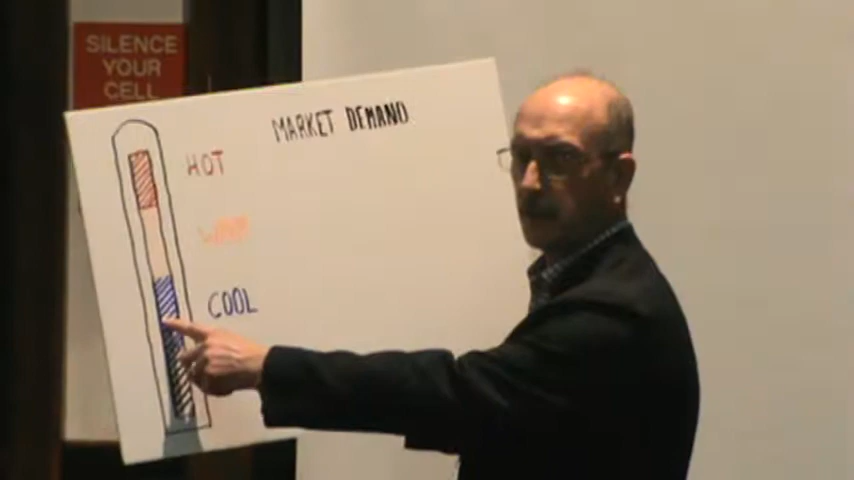 SILENCE
YOUR
CELL
MARKET DEMAND
HOT
COOL